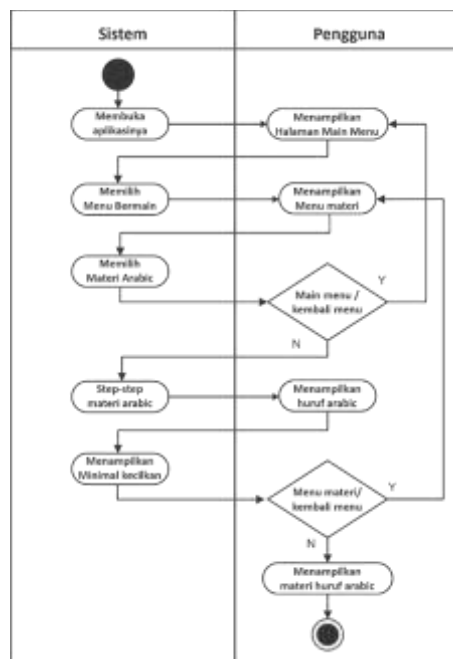 Sistem
Pengguna
Membuka
aplikasinya
Menampilkan
Halaman Main Menu
Memilih
Menu Bermain
Menampilkan
Menu materi
Memilih
Materi Arabic
Main menu /
kembali menu
Y
N
Step-step
materi arabic
Menampilkan
huruf arabic
Menampilkan
Minimal kecilkan
Menu materi/
kembali menu
Y
N
Menampilkan
materi huruf arabic